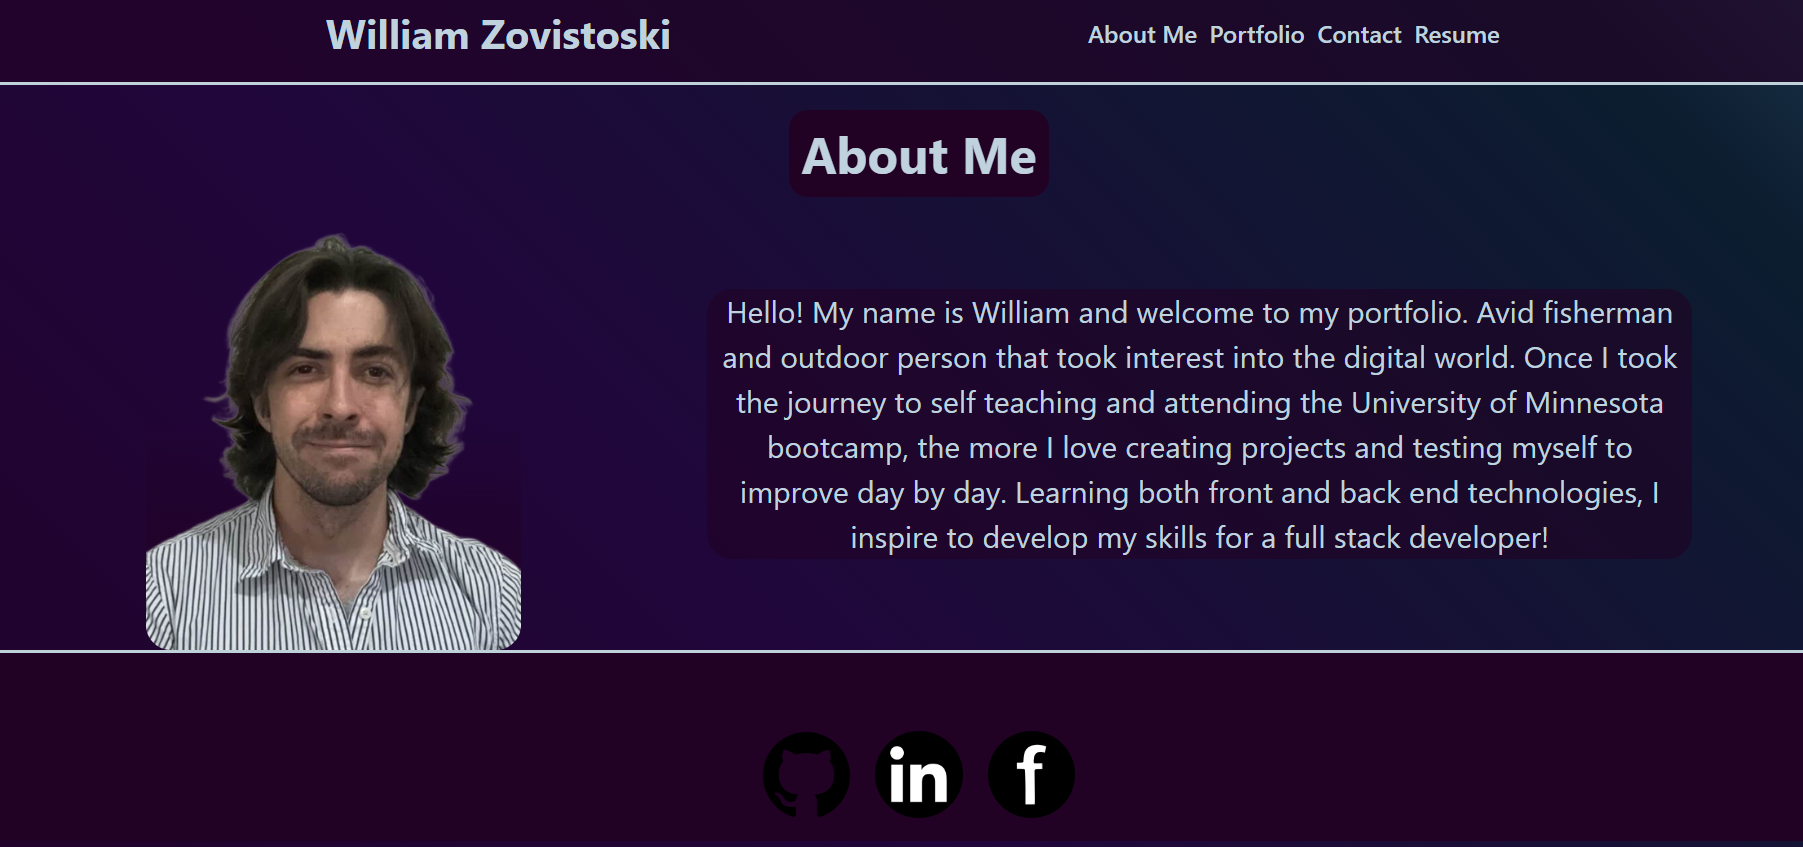 William Zovistoski
About Me Portfolio Contact Resume
About Me
Hello! My name is William and welcome to my portfolio. Avid fisherman
and outdoor person that took interest into the digital world. Once I took
the journey to self teaching and attending the University of Minnesota
bootcamp, the more I love creating projects and testing myself to
improve day by day. Learning both front and back end technologies, I
inspire to develop my skills for a full stack developer!
in
f